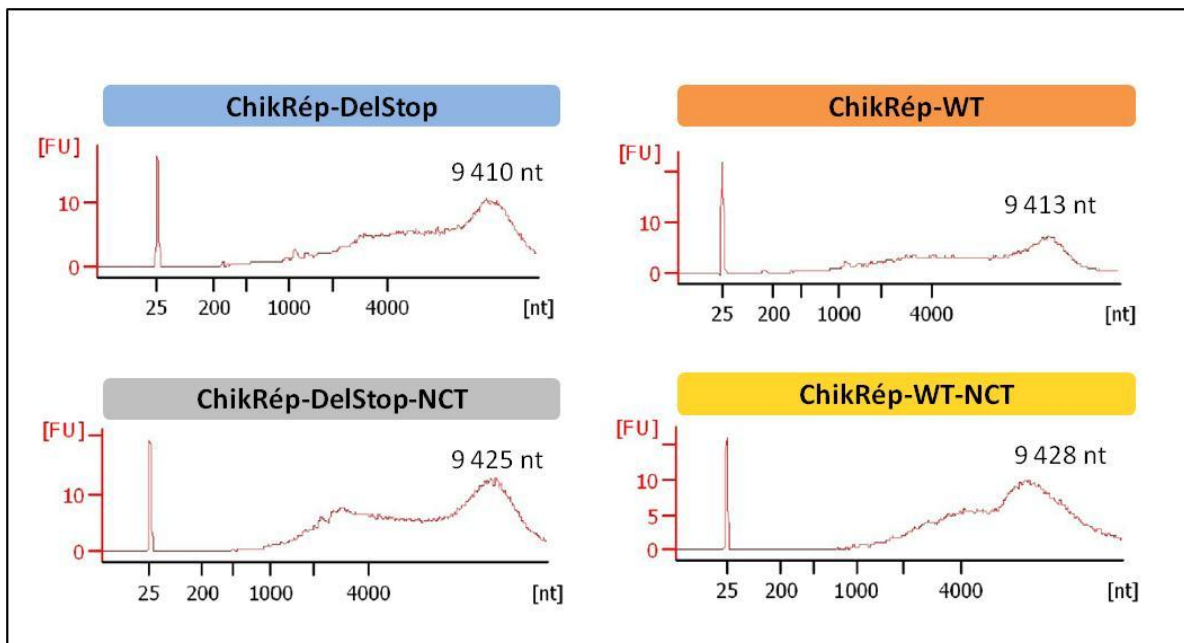 ChikRép-DelStop
[FU]
9 410 nt
10
0
25 200 1000 4000 [nt]
ChikRép-WT
[FU]
9 413 nt
10
0
25 200 1000 4000 [nt]
ChikRép-DelStop-NCT
[FU]
9 425 nt
10
0
25 200 1000 4000 [nt]
ChikRép-WT-NCT
[FU]
9 428 nt
10
5
0
25 200 1000 4000 [nt]